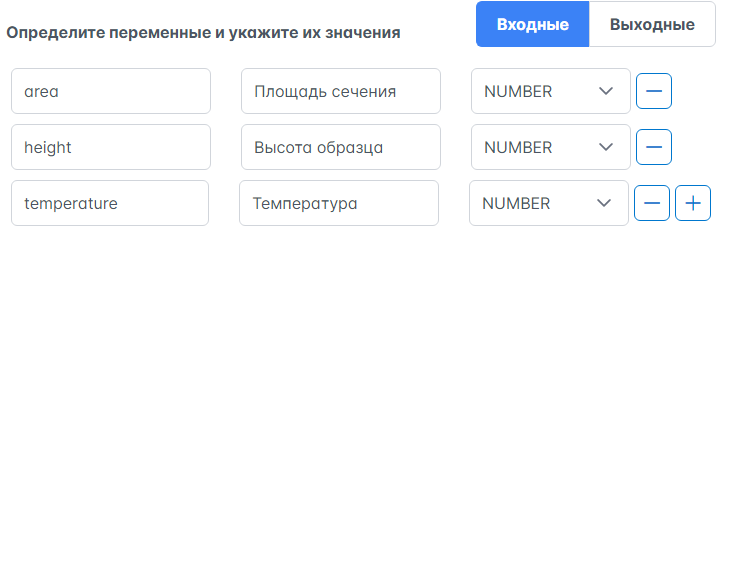 Определите переменные и укажите их значения
Входные Выходные
area Площадь сечения NUMBER
height Высота образца NUMBER
temperature Температура NUMBER